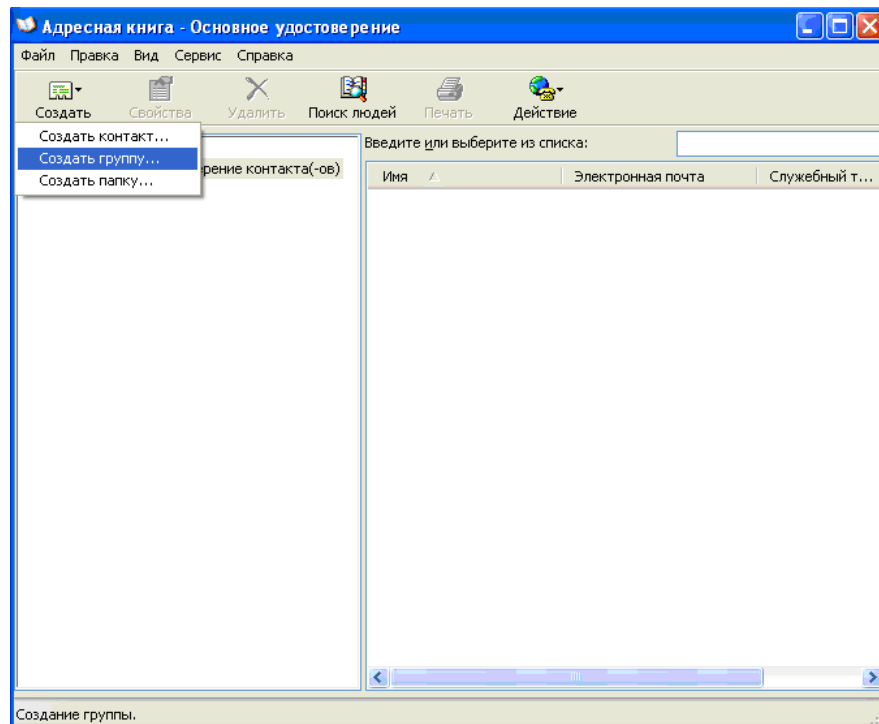 Адресная книга - Основное удостоверение
Файл Правка Вид Сервис Справка
Создать Свойства Удалить Поиск людей Печать Действие
Создать контакт...
Создать группу...
Создать папку...
контакта(-ов)
Введите или выберите из списка:
Имя Электронная почта Служебный т...
Создание группы.